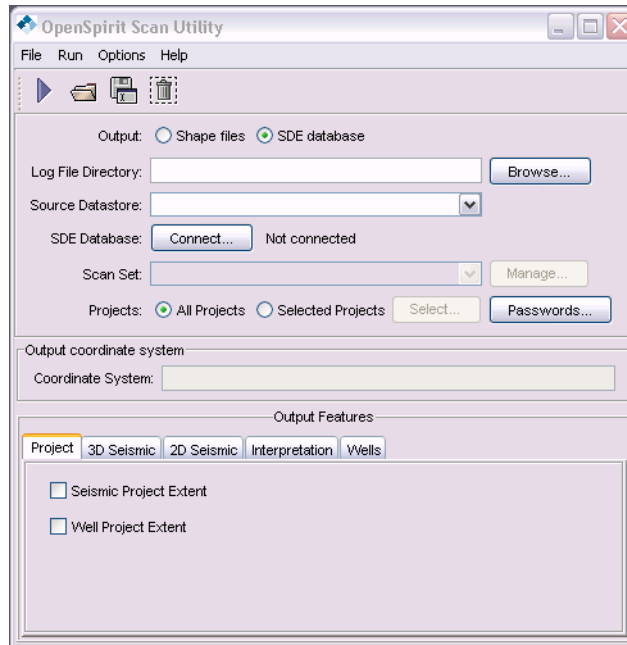 OpenSpirit Scan Utility
File Run Options Help
Output: Shape files SDE database
Log File Directory: Browse...
Source Datastore:
SDE Database: Connect... Not connected
Scan Set: Manage...
Projects: All Projects Selected Projects Select... Passwords...
Output coordinate system
Coordinate System:
Output Features
Project 3D Seismic 2D Seismic Interpretation Wells
Seismic Project Extent
Well Project Extent